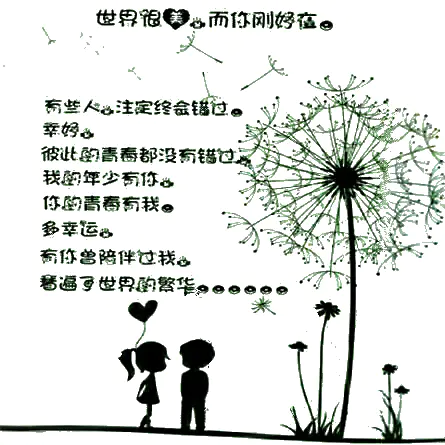 世界很美。而你刚好在。
有些人。注定终会错过。
幸好。
彼此的青春都没有错过。
我的年少有你。
你的青春有我。
多幸运。
有你曾陪伴过我。
看遍了世界的繁华。。。。。。